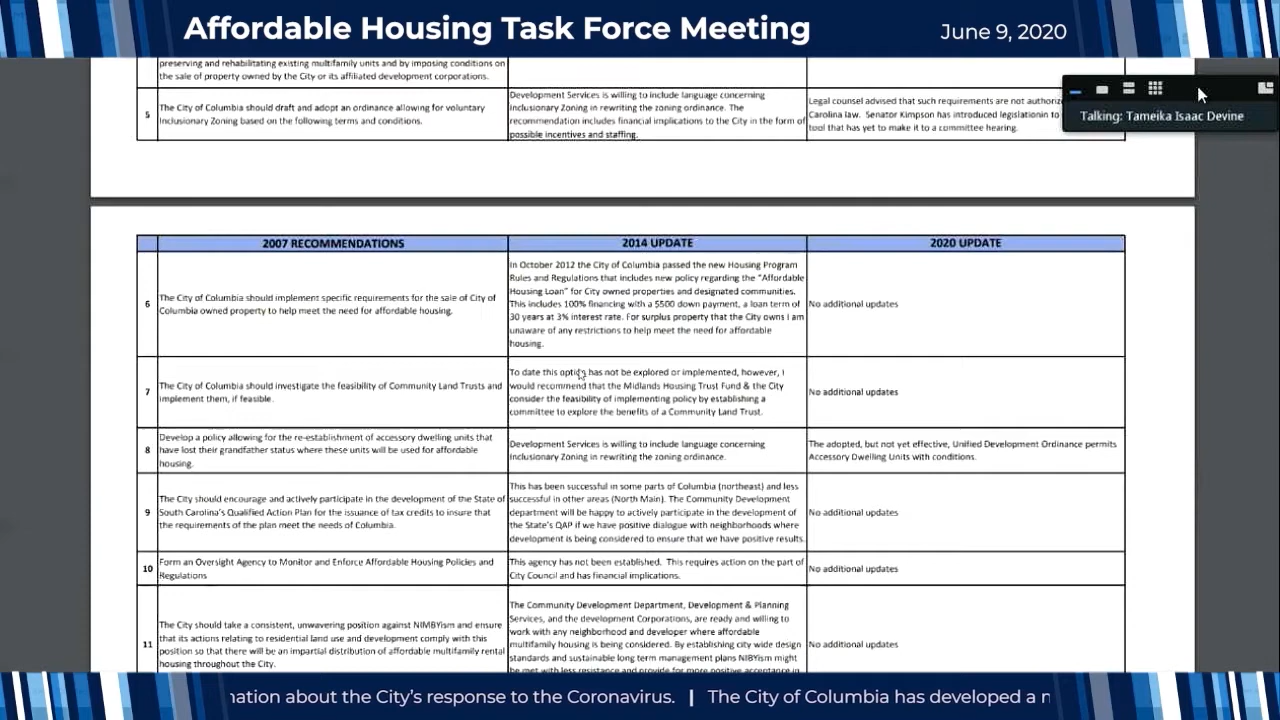 Affordable Housing Task Force Meeting
June 9, 2020
preserving and rehabilitating existing multifamily units and by imposing conditions on
the sale of property owned by the City or its affiliated development corporations.
5
The City of Columbia should draft and adopt an ordinance allowing for voluntary
Inclusionary Zoning based on the following terms and conditions.
Development Services is willing to include language concerning
Inclusionary Zoning in rewriting the zoning ordinance. The
recommendation includes financial implications to the City in the form of
possible incentives and staffing.
Legal counsel advised that such requirements are not authoriz
Carolina law. Senator Kimpson has introduced legislationin to
tool that has yet to make it to a committee hearing.
Talking: Tameika Isaac Devine
2007 RECOMMENDATIONS
2014 UPDATE
2020 UPDATE
6
The City of Columbia should implement specific requirements for the sale of City of
Columbia owned property to help meet the need for affordable housing.
In October 2012 the City of Columbia passed the new Housing Program
Rules and Regulations that includes new policy regarding the "Affordable
Housing Loan" for City owned properties and designated communities.
This includes 100% financing with a $500 down payment, a loan term of
30 years at 3% interest rate. For surplus property that the City owns I am
unaware of any restrictions to help meet the need for affordable
housing.
No additional updates
7
The City of Columbia should investigate the feasibility of Community Land Trusts and
implement them, if feasible.
To date this option has not be explored or implemented, however, I
would recommend that the Midlands Housing Trust Fund & the City
consider the feasibility of implementing policy by establishing a
committee to explore the benefits of a Community Land Trust.
No additional updates
8
Develop a policy allowing for the re-establishment of accessory dwelling units that
have lost their grandfather status where these units will be used for affordable
housing.
Development Services is willing to include language concerning
Inclusionary Zoning in rewriting the zoning ordinance.
The adopted, but not yet effective, Unified Development Ordinance permits
Accessory Dwelling Units with conditions.
9
The City should encourage and actively participate in the development of the State of
South Carolina's Qualified Action Plan for the issuance of tax credits to insure that
the requirements of the plan meet the needs of Columbia.
This has been successful in some parts of Columbia (northeast) and less
successful in other areas (North Main). The Community Development
department will be happy to actively participate in the development of
the State's QAP if we have positive dialogue with neighborhoods where
development is being considered to ensure that we have positive results.
No additional updates
10
Form an Oversight Agency to Monitor and Enforce Affordable Housing Policies and
Regulations
This agency has not been established. This requires action on the part of
City Council and has financial implications.
No additional updates
11
The City should take a consistent, unwavering position against NIMBYism and ensure
that its actions relating to residential land use and development comply with this
position so that there will be an impartial distribution of affordable multifamily rental
housing throughout the City.
The Community Development Department, Development & Planning
Services, and the development Corporations, are ready and willing to
work with any neighborhood and developer where affordable
multifamily housing is being considered. By establishing city wide design
standards and sustainable long term management plans NIBYism might
be met with less resistance and provide for more positive acceptance in
No additional updates
nation about the City's response to the Coronavirus. | The City of Columbia has developed a n